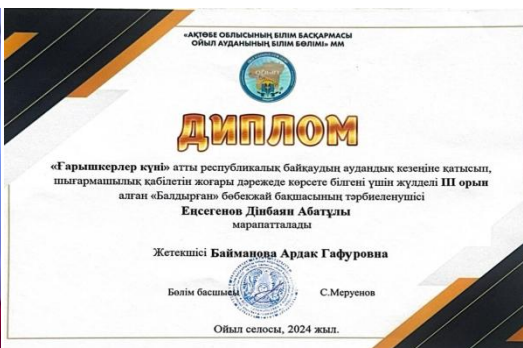 «АҚТӨБЕ ОБЛЫСЫНЫҢ БІЛІМ БАСҚАРМАСЫ
ОЙЫЛ АУДАНЫНЫҢ БІЛІМ БӨЛІМІ» ММ
ОЙЫЛ
ДИПЛОМ
«Ғарышкерлер күні» атты республикалық байқаудың аудандық кезеңіне қатысып,
шығармашылық қабілетін жоғары дәрежеде көрсете білгені үшін жүлделі III орын
алған «Балдырған» бөбекжай бақшасының тәрбиеленушісі
Еңсегенов Дінбаян Абатұлы
марапатталады
Жетекшісі Байманова Ардак Гафуровна
Бөлім басшысы С.Меруенов
Ойыл селосы, 2024 жыл.